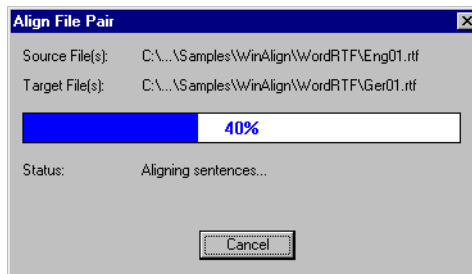 Align File Pair
Source File(s): C:\...\Samples\WinAlign\WordRTF\Eng01.rtf
Target File(s): C:\...\Samples\WinAlign\WordRTF\Ger01.rtf
40%
Status: Aligning sentences...
Cancel